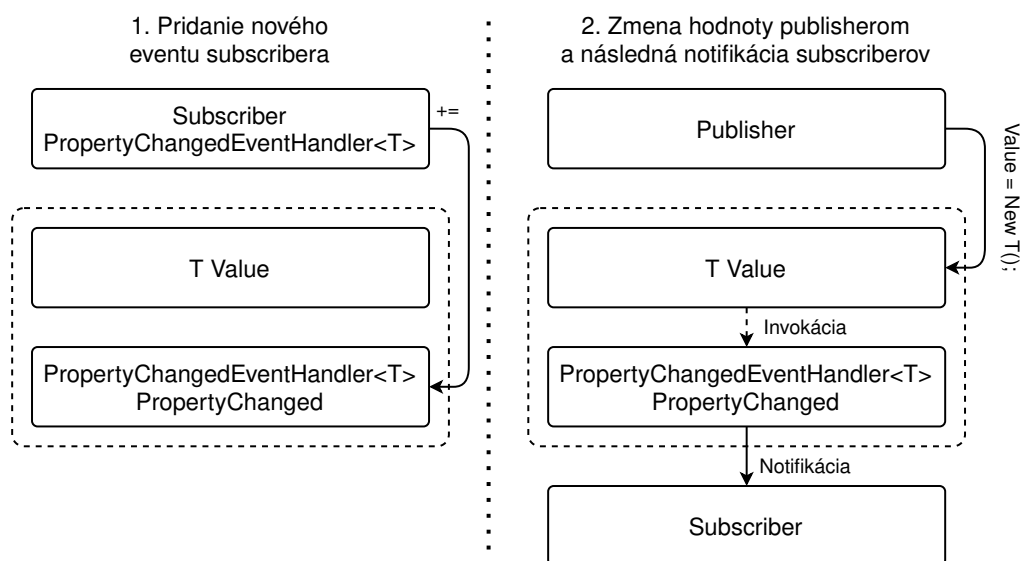 1. Pridanie nového
eventu subscribera
Subscriber
PropertyChangedEventHandler<T>
+=
T Value
PropertyChangedEventHandler<T>
PropertyChanged
2. Zmena hodnoty publisherom
a následná notifikácia subscriberov
Publisher
Value = New T();
T Value
Invokácia
PropertyChangedEventHandler<T>
PropertyChanged
Notifikácia
Subscriber